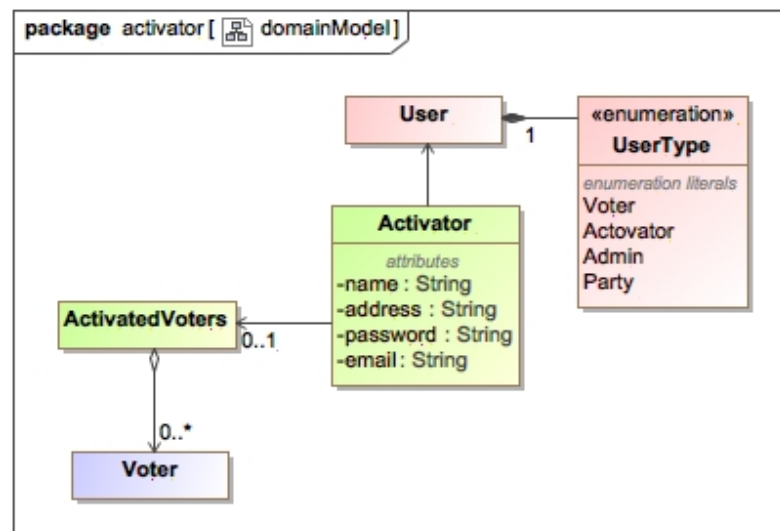 package activator [ domainModel ]
User
1
«enumeration»
UserType
enumeration literals
Voter
Actovator
Admin
Party
Activator
attributes
-name : String
-address : String
-password : String
-email : String
ActivatedVoters
0..1
0..*
Voter